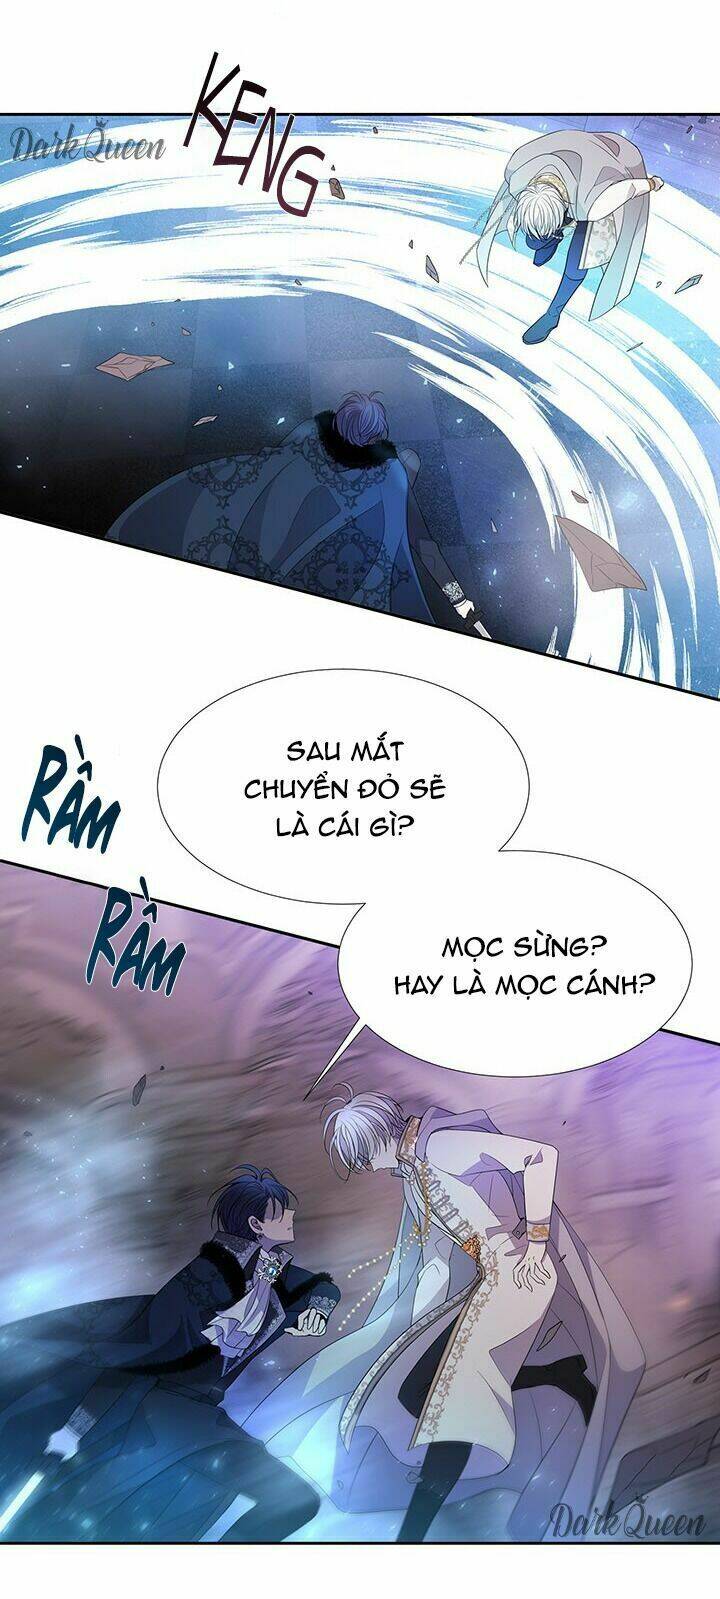 KENG
DarkQueen
SAU MẮT
CHUYỂN ĐỎ SẼ
LÀ CÁI GÌ?
RẦM
RẦM
MỌC SỪNG?
HAY LÀ MỌC CÁNH?
DarkQueen